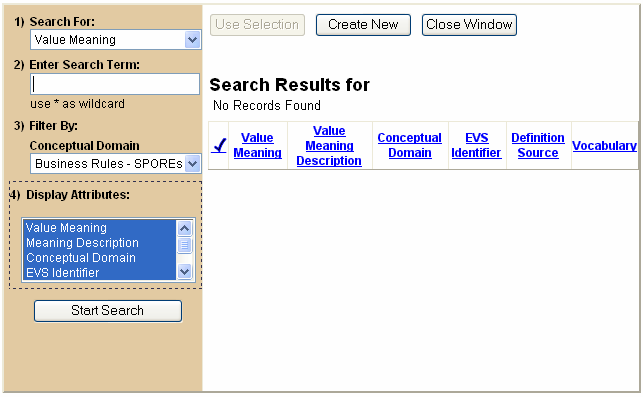 1) Search For:
Value Meaning
2) Enter Search Term:
use * as wildcard
3) Filter By:
Conceptual Domain
Business Rules - SPOREs
4) Display Attributes:
Value Meaning
Meaning Description
Conceptual Domain
EVS Identifier
Start Search
Use Selection
Create New
Close Window
Search Results for
No Records Found
Value
Meaning
Value
Meaning
Description
Conceptual
Domain
EVS
Identifier
Definition
Source
Vocabulary